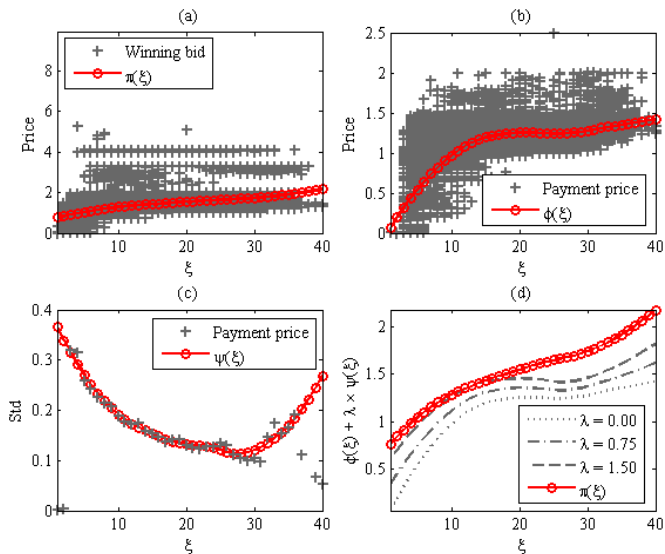 (a)
Price
8
6
4
2
0
10
20
30
40
ξ
Winning bid
π(ξ)
(b)
Price
2.5
2
1.5
1
0.5
0
10
20
30
40
ξ
Payment price
ϕ(ξ)
(c)
Std
0.4
0.3
0.2
0.1
0
10
20
30
40
ξ
Payment price
ψ(ξ)
(d)
ϕ(ξ) + λ × ψ(ξ)
2
1.5
1
0.5
10
20
30
40
ξ
λ = 0.00
λ = 0.75
λ = 1.50
π(ξ)